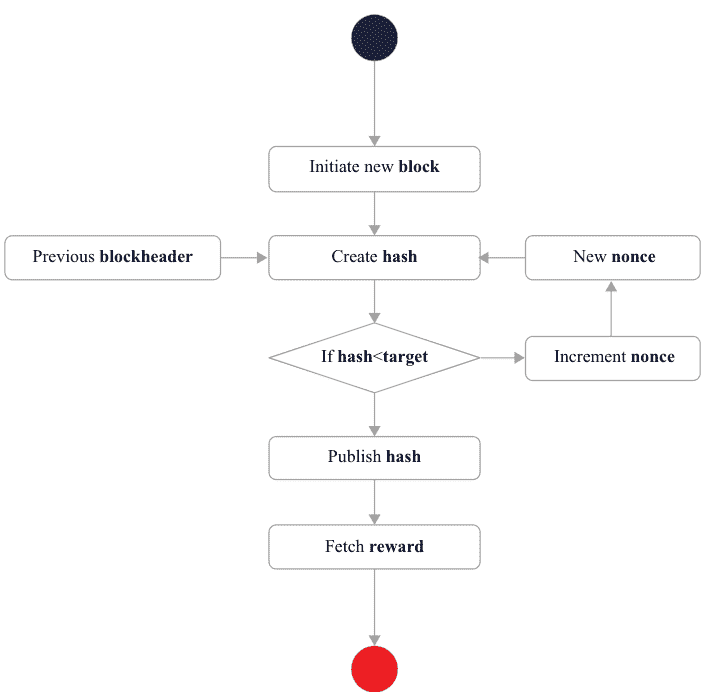 Initiate new block
Previous blockheader
Create hash
New nonce
If hash<target
Increment nonce
Publish hash
Fetch reward